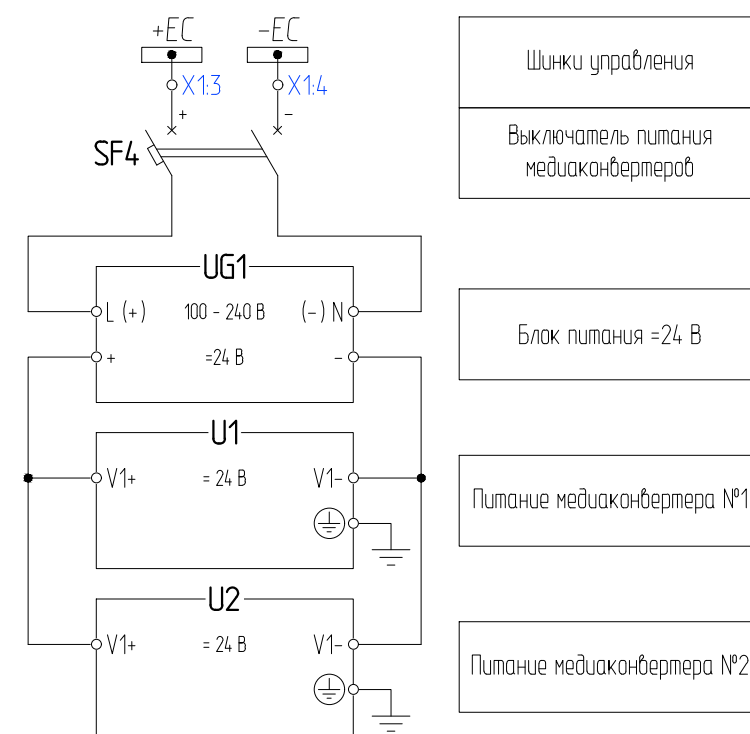 +EC
-EC
Шинки управления
X1:3
X1:4
+
-
SF4
Выключатель питания
медиаконвертеров
UG1
L (+)
100 - 240 В
(-) N
+
=24 В
-
Блок питания =24 В
U1
V1+
= 24 В
V1-
Питание медиаконвертера №1
U2
V1+
= 24 В
V1-
Питание медиаконвертера №2